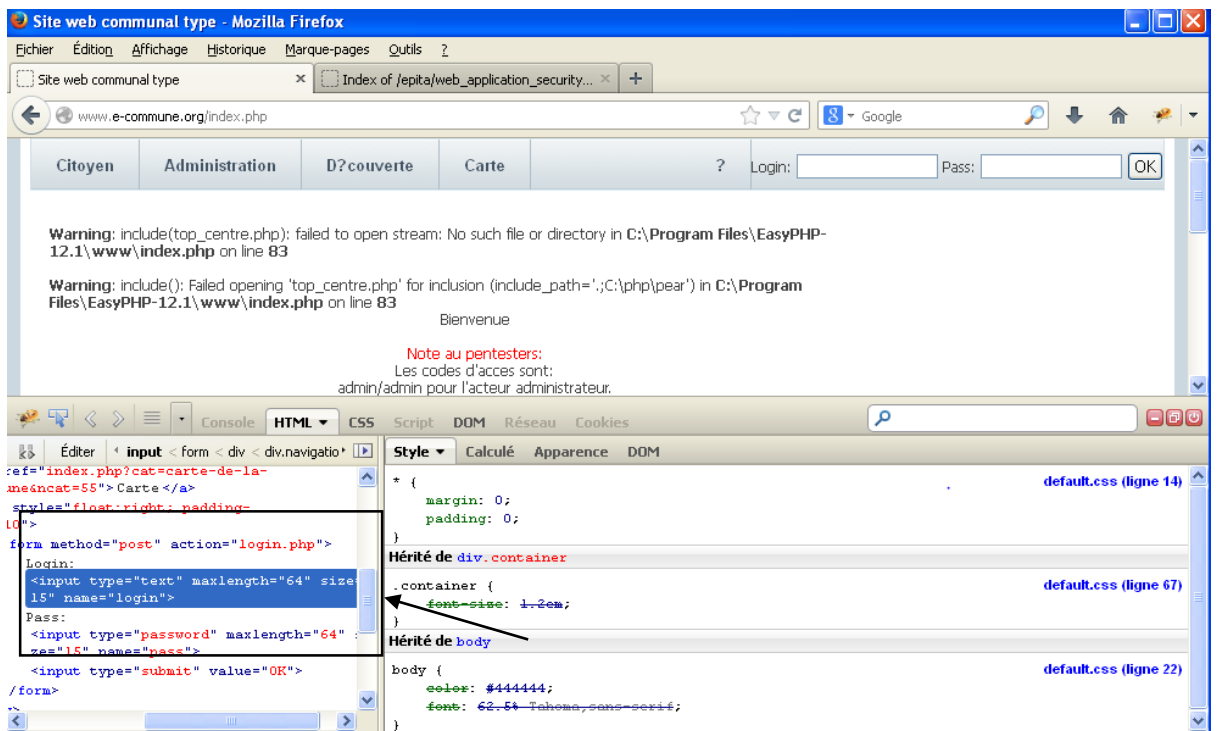 Site web communal type - Mozilla Firefox
Fichier Édition Affichage Historique Marque-pages Outils ?
Site web communal type × Index of /epita/web_application_security... × +
www.e-commune.org/index.php 8 Google
Citoyen Administration D?couverte Carte ? Login: Pass: OK
Warning: include(top_centre.php): failed to open stream: No such file or directory in C:\Program Files\EasyPHP-
12.1\www\index.php on line 83
Warning: include(): Failed opening 'top_centre.php' for inclusion (include_path='.;C:\php\pear') in C:\Program
Files\EasyPHP-12.1\www\index.php on line 83
Bienvenue
Note au pentesters:
Les codes d'acces sont:
admin/admin pour l'acteur administrateur.
Console HTML CSS Script DOM Réseau Cookies
Éditer input < form < div < div.navigatio
ref="index.php?cat=carte-de-la-
une&ncat=55">Carte</a>
style="float:right; padding-
10">
form method="post" action="login.php">
Login:
<input type="text" maxlength="64" size=
15" name="login">
Pass:
<input type="password" maxlength="64"
ze="15" name="pass">
<input type="submit" value="OK">
/form>
Style Calculé Apparence DOM
* { default.css (ligne 14)
margin: 0;
padding: 0;
}
Hérité de div.container
.container { default.css (ligne 67)
font-size: 1.2em;
}
Hérité de body
body { default.css (ligne 22)
color: #444444;
font: 62.5% Tahoma,sans-serif;
}